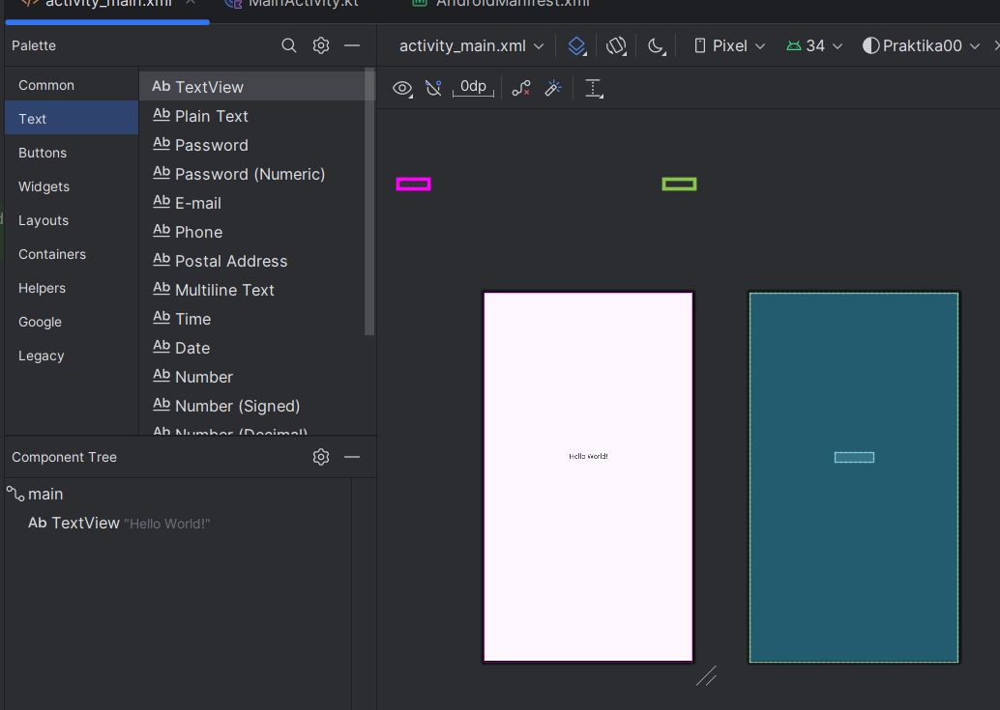 activity_main.xml MainActivity.kt AndroidManifest.xml
Palette
activity_main.xml Pixel 34 Praktika00
Common
Text
Buttons
Widgets
Layouts
Containers
Helpers
Google
Legacy
Ab TextView
Ab Plain Text
Ab Password
Ab Password (Numeric)
Ab E-mail
Ab Phone
Ab Postal Address
Ab Multiline Text
Ab Time
Ab Date
Ab Number
Ab Number (Signed)
Ab Number (Decimal)
0dp
Hello World!
Component Tree
main
Ab TextView "Hello World!"